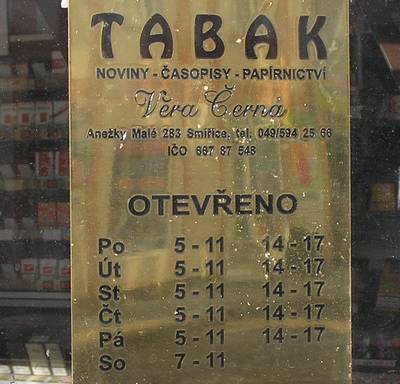 TABÁK
NOVINY - ČASOPISY - PAPÍRNICTVÍ
Věra Černá
Anežky Malé 283 Smiřice, tel. 049/594 25 66
IČO 667 87 548
OTEVŘENO
Po 5 - 11 14 - 17
Út 5 - 11 14 - 17
St 5 - 11 14 - 17
Čt 5 - 11 14 - 17
Pá 5 - 11 14 - 17
So 7 - 11